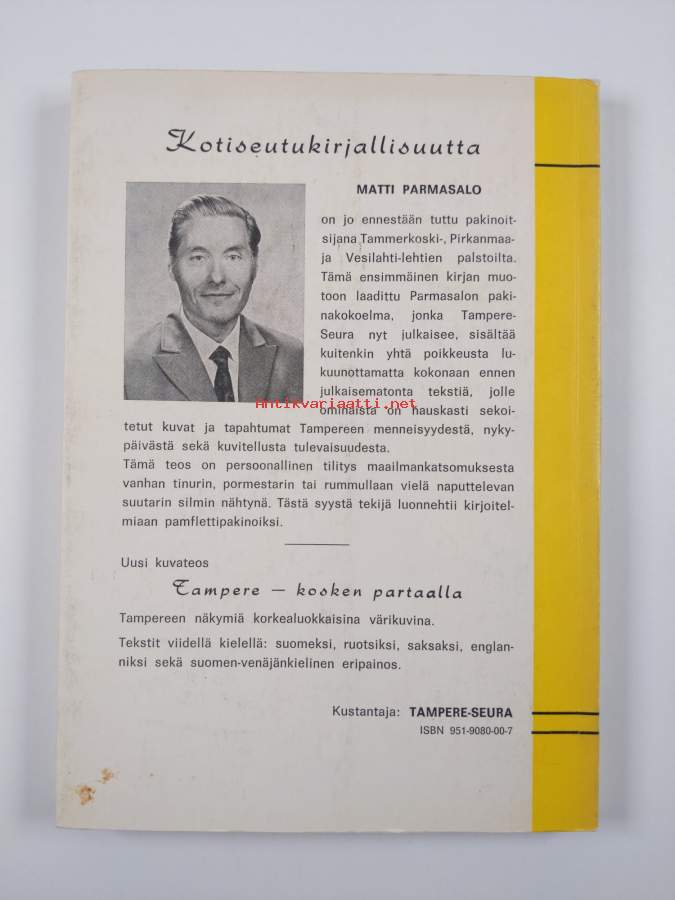 Kotiseutukirjallisuutta
MATTI PARMASALO
on jo ennestään tuttu pakinoit-
sijana Tammerkoski-, Pirkanmaa-
ja Vesilahti-lehtien palstoilta.
Tämä ensimmäinen kirjan muo-
toon laadittu Parmasalon paki-
nakokoelma, jonka Tampere-
Seura nyt julkaisee, sisältää
kuitenkin yhtä poikkeusta lu-
kuunottamatta kokonaan ennen
julkaisematonta tekstiä, jolle
Antikvariaatti.net
ominaista on hauskasti sekoi-
tetut kuvat ja tapahtumat Tampereen menneisyydestä, nyky-
päivästä sekä kuvitellusta tulevaisuudesta.
Tämä teos on persoonallinen tilitys maailmankatsomuksesta
vanhan tinurin, pormestarin tai rummullaan vielä naputtelevan
suutarin silmin nähtynä. Tästä syystä tekijä luonnehtii kirjoitel-
miaan pamflettipakinoiksi.
Uusi kuvateos
Tampere — kosken partaalla
Tampereen näkymiä korkealuokkaisina värikuvina.
Tekstit viidellä kielellä: suomeksi, ruotsiksi, saksaksi, englan-
niksi sekä suomen-venäjänkielinen eripainos.
Kustantaja: TAMPERE-SEURA
ISBN 951-9080-00-7